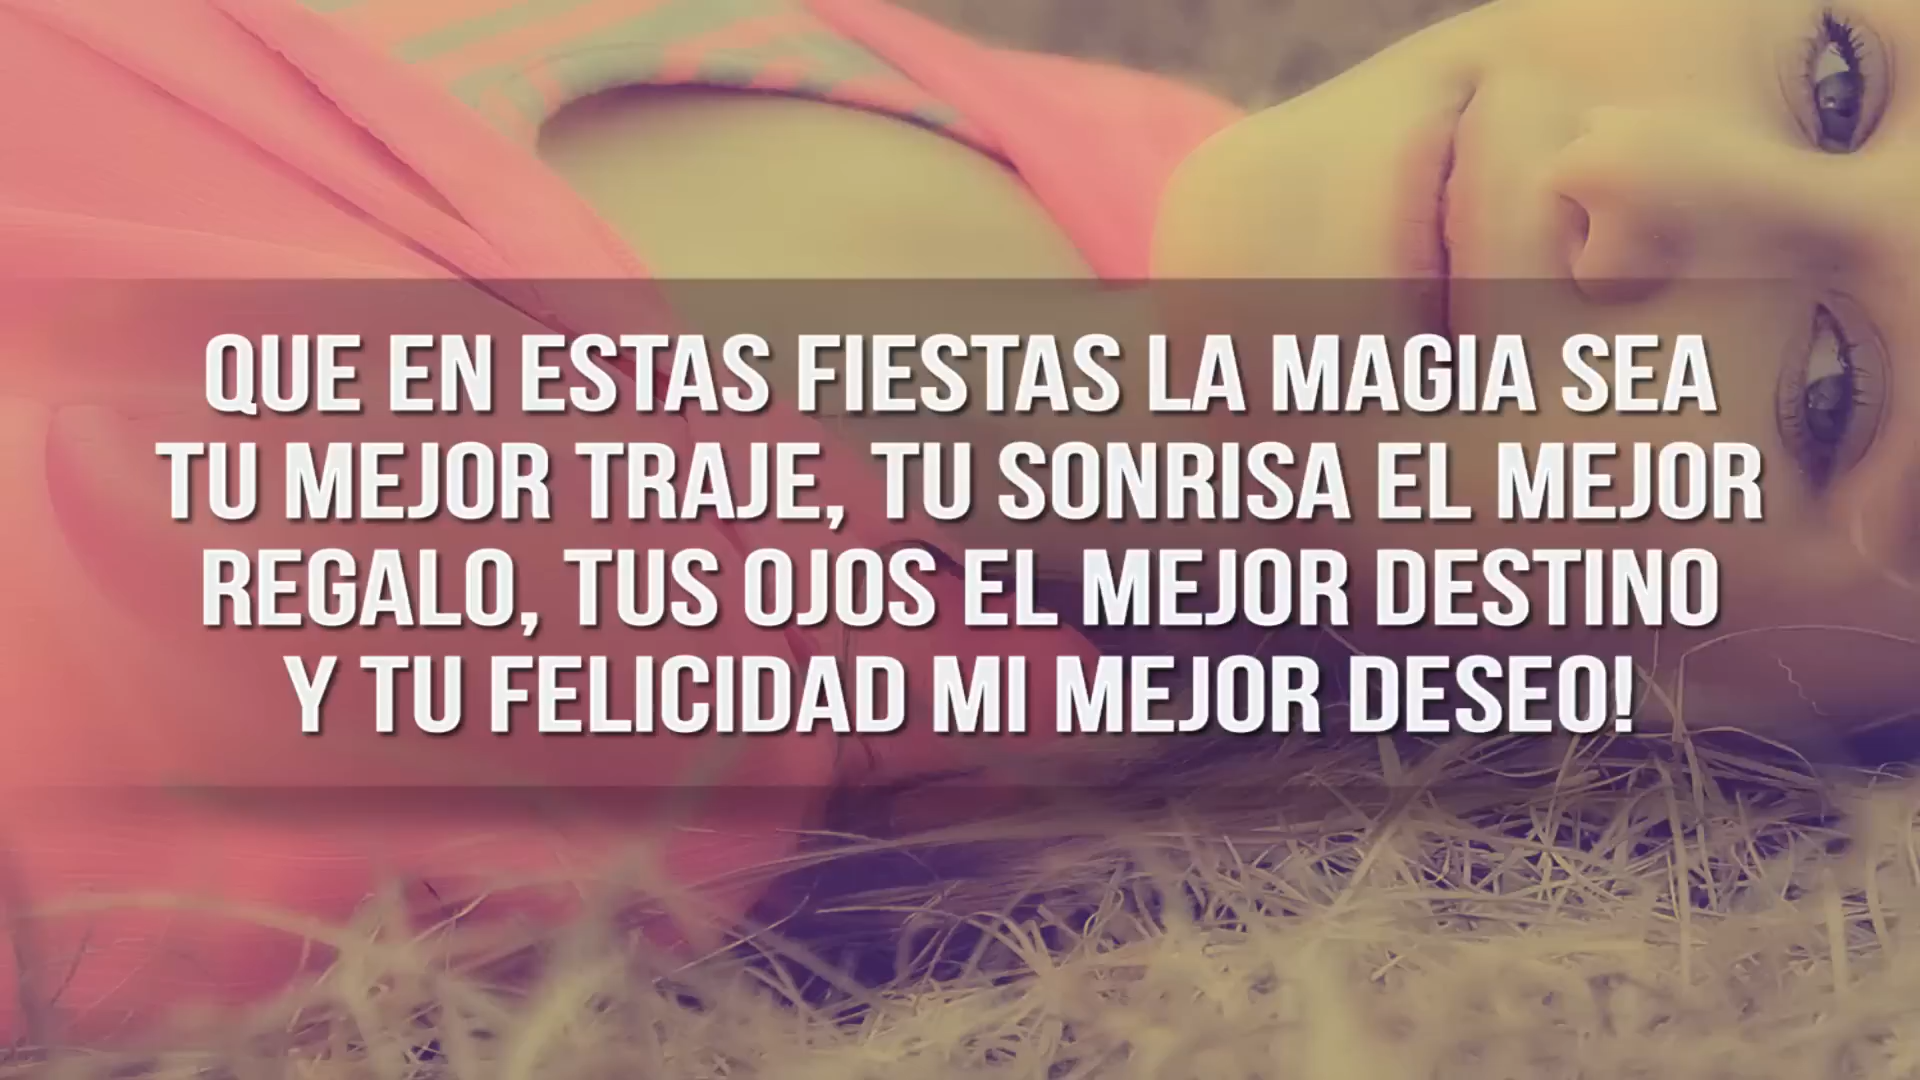 QUE EN ESTAS FIESTAS LA MAGIA SEA
TU MEJOR TRAJE, TU SONRISA EL MEJOR
REGALO, TUS OJOS EL MEJOR DESTINO
Y TU FELICIDAD MI MEJOR DESEO!